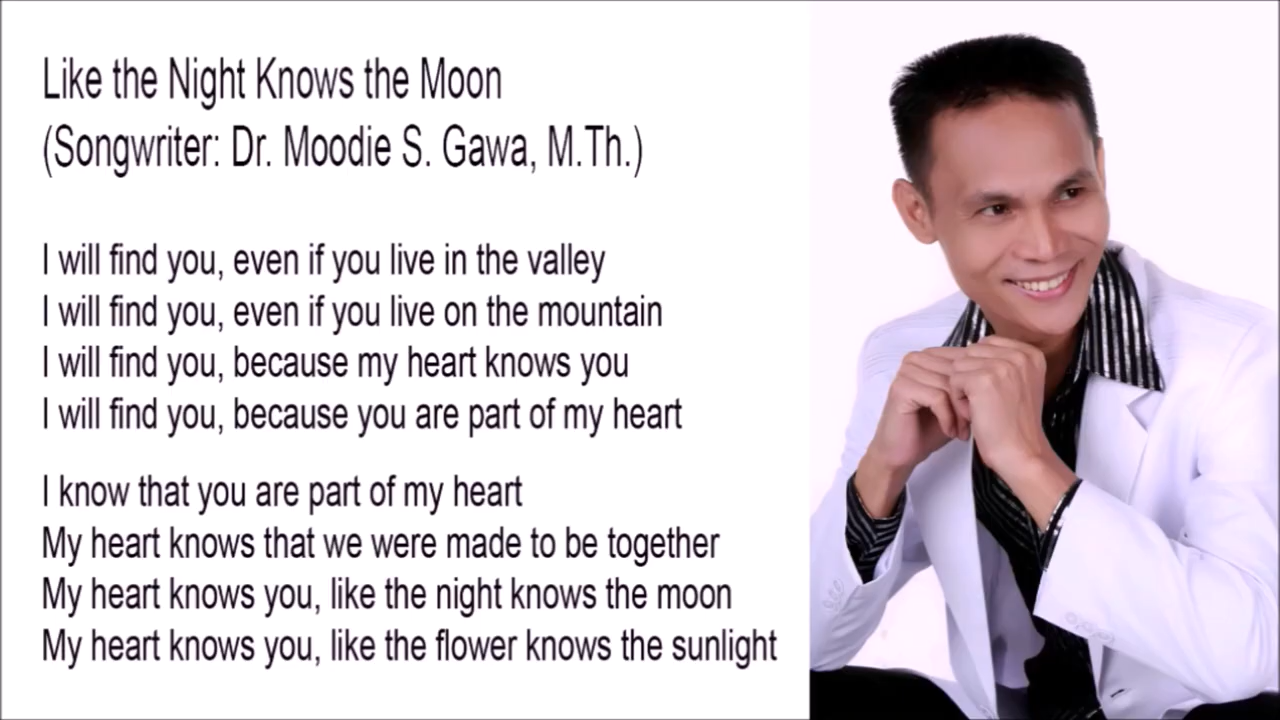 Like the Night Knows the Moon
(Songwriter: Dr. Moodie S. Gawa, M.Th.)
I will find you, even if you live in the valley
I will find you, even if you live on the mountain
I will find you, because my heart knows you
I will find you, because you are part of my heart
I know that you are part of my heart
My heart knows that we were made to be together
My heart knows you, like the night knows the moon
My heart knows you, like the flower knows the sunlight